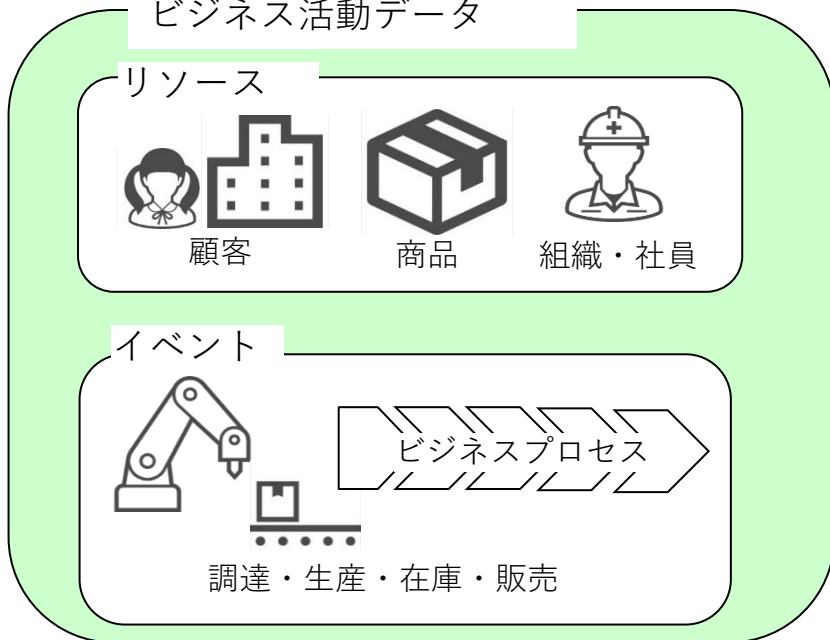 ビジネス活動データ
リソース
顧客
商品
組織・社員
イベント
ビジネスプロセス
調達・生産・在庫・販売